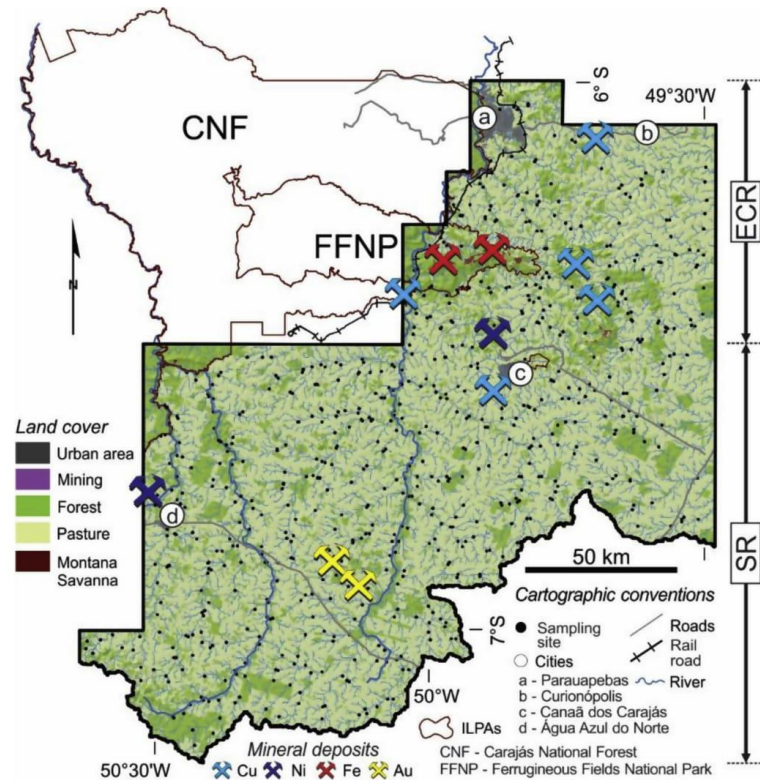 6° S
49°30'W
a
CNF
b
ECR
FFNP
N
c
Land cover
Urban area
Mining
Forest
Pasture
Montana
Savanna
d
50 km
SR
Cartographic conventions
Sampling
site
Roads
Rail
road
Cities
River
a - Parauapebas
b - Curionópolis
c - Canaã dos Carajás
d - Água Azul do Norte
7°S
50°W
ILPAs
50°30'W
Mineral deposits
Cu Ni Fe Au
CNF - Carajás National Forest
FFNP - Ferrugineous Fields National Park